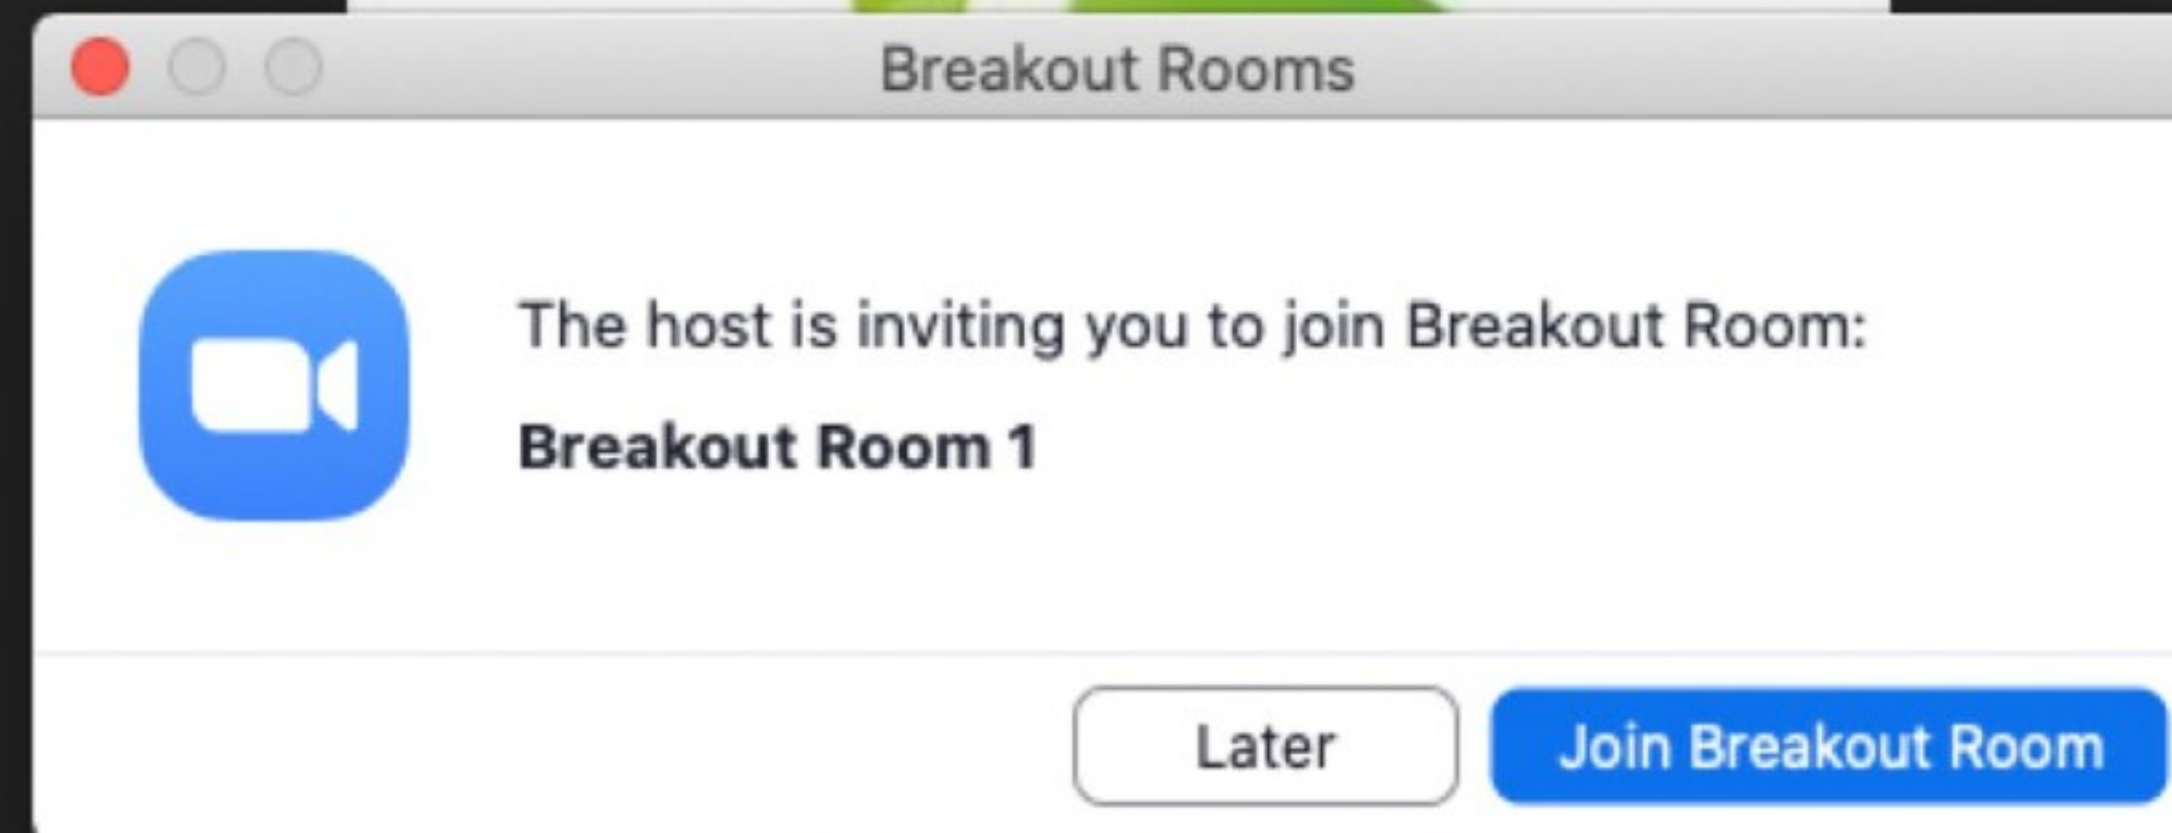 Breakout Rooms
The host is inviting you to join Breakout Room:
Breakout Room 1
Later
Join Breakout Room